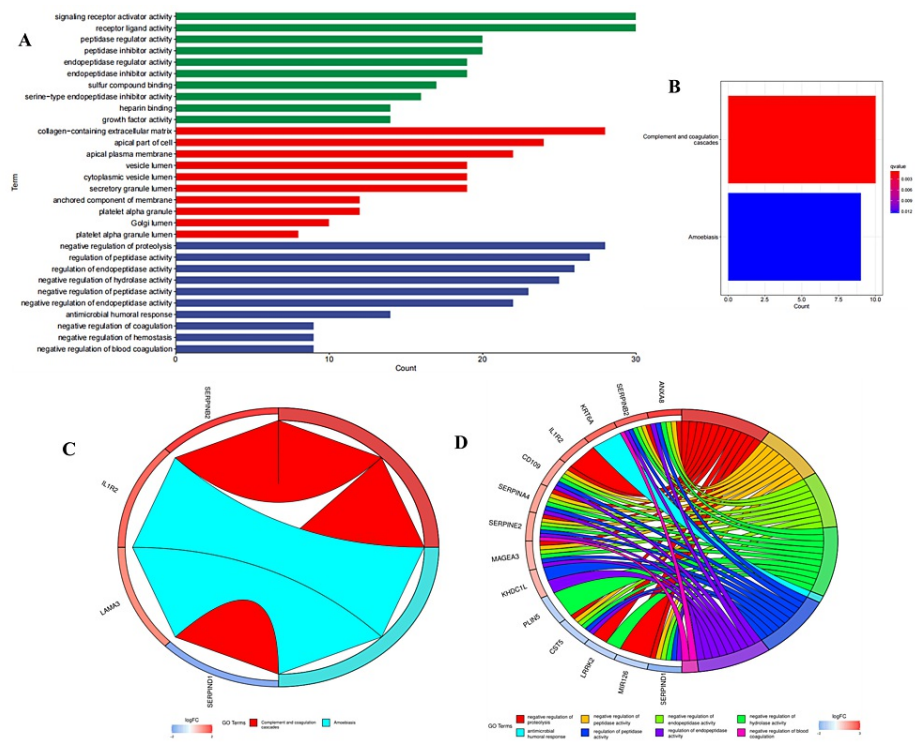 A
signaling receptor activator activity
receptor ligand activity
peptidase regulator activity
peptidase inhibitor activity
endopeptidase regulator activity
endopeptidase inhibitor activity
sulfur compound binding
serine-type endopeptidase inhibitor activity
heparin binding
growth factor activity
collagen-containing extracellular matrix
apical part of cell
apical plasma membrane
vesicle lumen
cytoplasmic vesicle lumen
secretory granule lumen
anchored component of membrane
platelet alpha granule
Golgi lumen
platelet alpha granule lumen
negative regulation of proteolysis
regulation of peptidase activity
regulation of endopeptidase activity
negative regulation of hydrolase activity
negative regulation of peptidase activity
negative regulation of endopeptidase activity
antimicrobial humoral response
negative regulation of coagulation
negative regulation of hemostasis
negative regulation of blood coagulation
Term
0 10 20 30
Count
B
Complement and coagulation
cascades
Amoebiasis
0.0 2.5 5.0 7.5 10.0
Count
qvalue
0.003
0.006
0.009
0.012
C
SERPINB2
IL1R2
LAMA3
SERPIND1
logFC
GO Terms
Complement and coagulation
cascades
Amoebiasis
D
ANXA8
SERPINB2
KRT6A
IL1R2
CD109
SERPINA4
SERPINE2
MAGEA3
KHDC1L
PLIN5
CST5
LRRK2
MIR126
SERPIND1
GO Terms
negative regulation of
proteolysis
negative regulation of
peptidase activity
negative regulation of
endopeptidase activity
negative regulation of
hydrolase activity
antimicrobial
humoral response
regulation of peptidase
activity
regulation of endopeptidase
activity
negative regulation of blood
coagulation
logFC